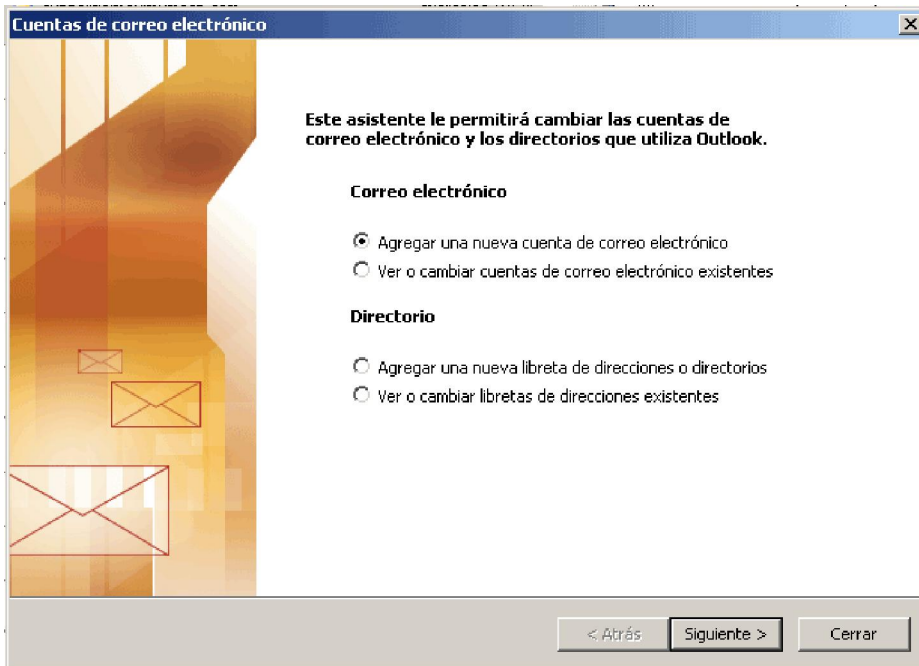 Cuentas de correo electrónico
Este asistente le permitirá cambiar las cuentas de
correo electrónico y los directorios que utiliza Outlook.
Correo electrónico
Agregar una nueva cuenta de correo electrónico
Ver o cambiar cuentas de correo electrónico existentes
Directorio
Agregar una nueva libreta de direcciones o directorios
Ver o cambiar libretas de direcciones existentes
< Atrás
Siguiente >
Cerrar